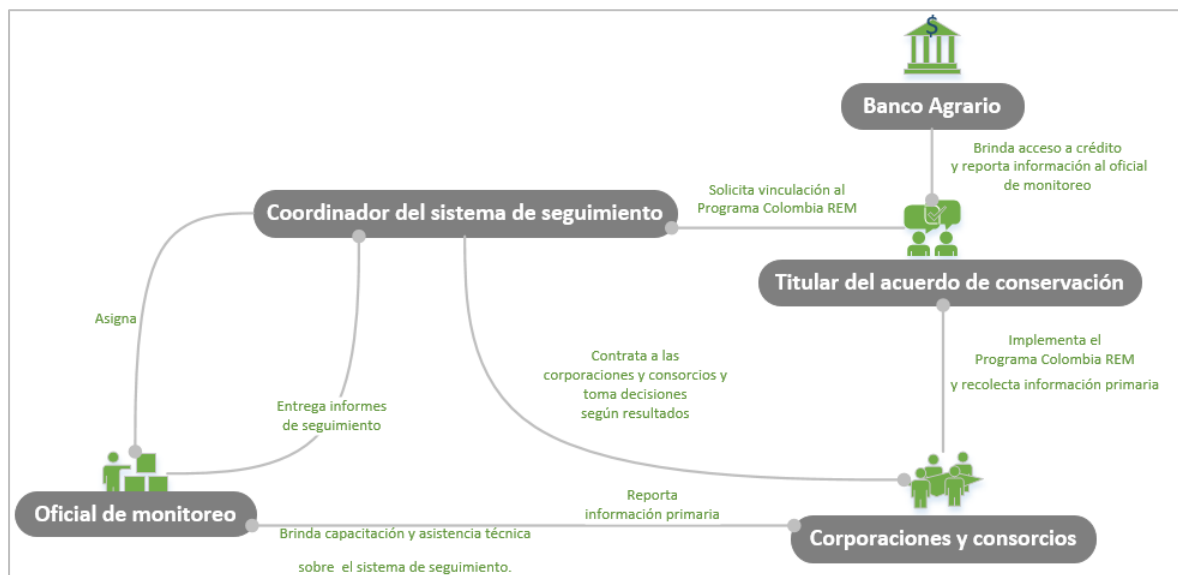 $
Banco Agrario
Brinda acceso a crédito
y reporta información al oficial
de monitoreo
Solicita vinculación al
Programa Colombia REM
Coordinador del sistema de seguimiento
Titular del acuerdo de conservación
Asigna
Implementa el
Programa Colombia REM
y recolecta información primaria
Contrata a las
corporaciones y consorcios y
toma decisiones
según resultados
Entrega informes
de seguimiento
Oficial de monitoreo
Reporta
información primaria
Brinda capacitación y asistencia técnica
sobre el sistema de seguimiento.
Corporaciones y consorcios